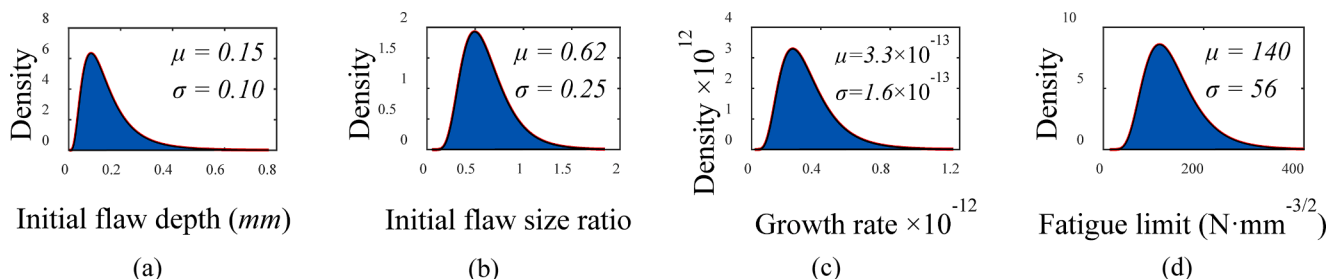 8
6
4
2
0
Density
μ = 0.15
σ = 0.10
0 0.2 0.4 0.6 0.8
Initial flaw depth (mm)
(a)
2
1.5
1
0.5
0
Density
μ = 0.62
σ = 0.25
0 0.5 1 1.5 2
Initial flaw size ratio
(b)
4
3
2
1
0
Density ×10^12
μ=3.3×10^-13
σ=1.6×10^-13
0 0.4 0.8 1.2
Growth rate ×10^-12
(c)
10
5
0
Density
μ = 140
σ = 56
0 200 400
Fatigue limit (N·mm^-3/2)
(d)